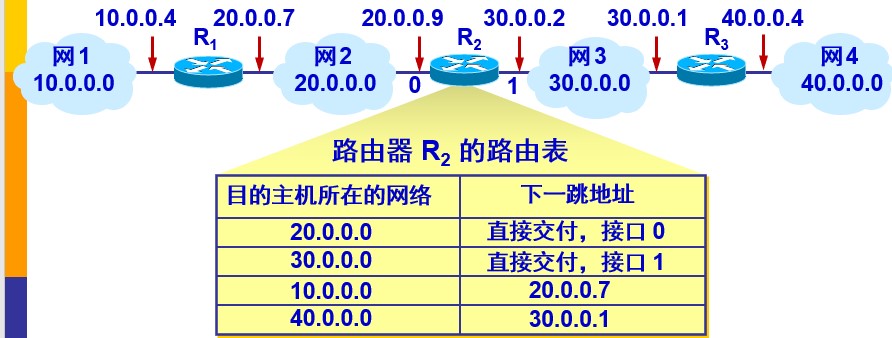 10.0.0.4 20.0.0.7 20.0.0.9 30.0.0.2 30.0.0.1 40.0.0.4
R1 R2 R3
网1 网2 网3 网4
10.0.0.0 20.0.0.0 0 1 30.0.0.0 40.0.0.0
路由器 R2 的路由表
目的主机所在的网络 下一跳地址
20.0.0.0 直接交付，接口 0
30.0.0.0 直接交付，接口 1
10.0.0.0 20.0.0.7
40.0.0.0 30.0.0.1